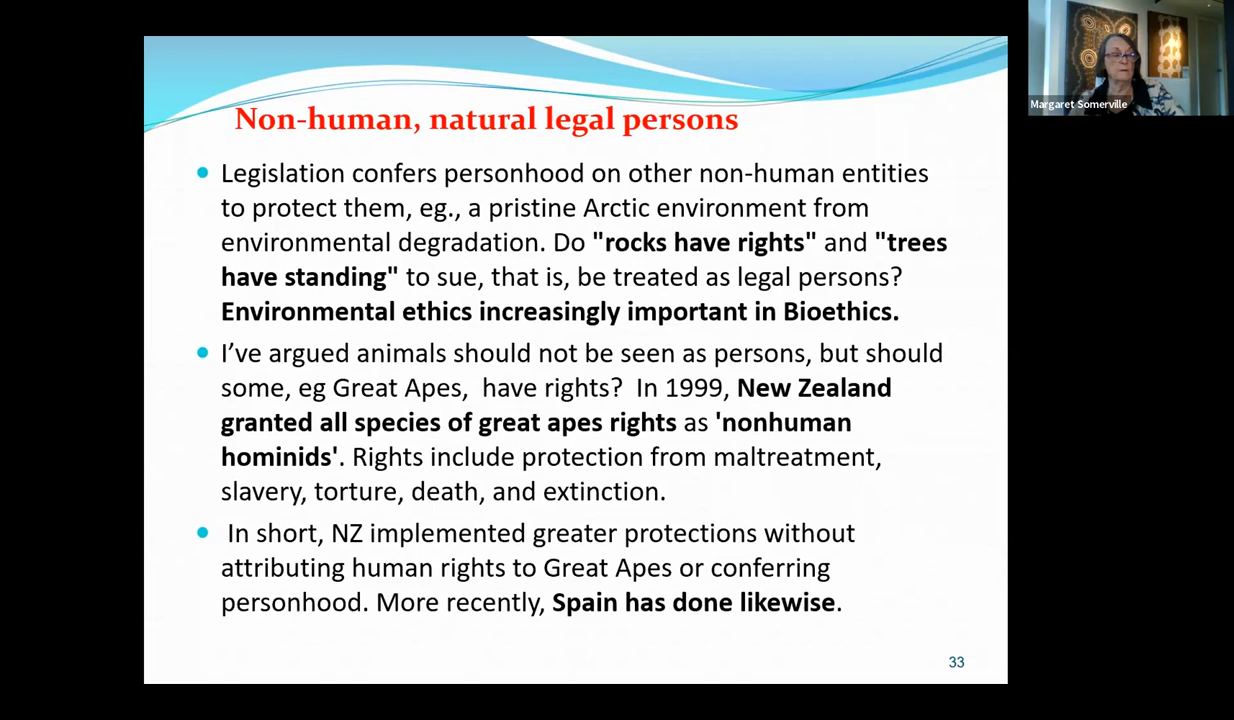 Non-human, natural legal persons
Legislation confers personhood on other non-human entities
to protect them, eg., a pristine Arctic environment from
environmental degradation. Do "rocks have rights" and "trees
have standing" to sue, that is, be treated as legal persons?
Environmental ethics increasingly important in Bioethics.
I’ve argued animals should not be seen as persons, but should
some, eg Great Apes, have rights? In 1999, New Zealand
granted all species of great apes rights as 'nonhuman
hominids'. Rights include protection from maltreatment,
slavery, torture, death, and extinction.
In short, NZ implemented greater protections without
attributing human rights to Great Apes or conferring
personhood. More recently, Spain has done likewise.
33
Margaret Somerville